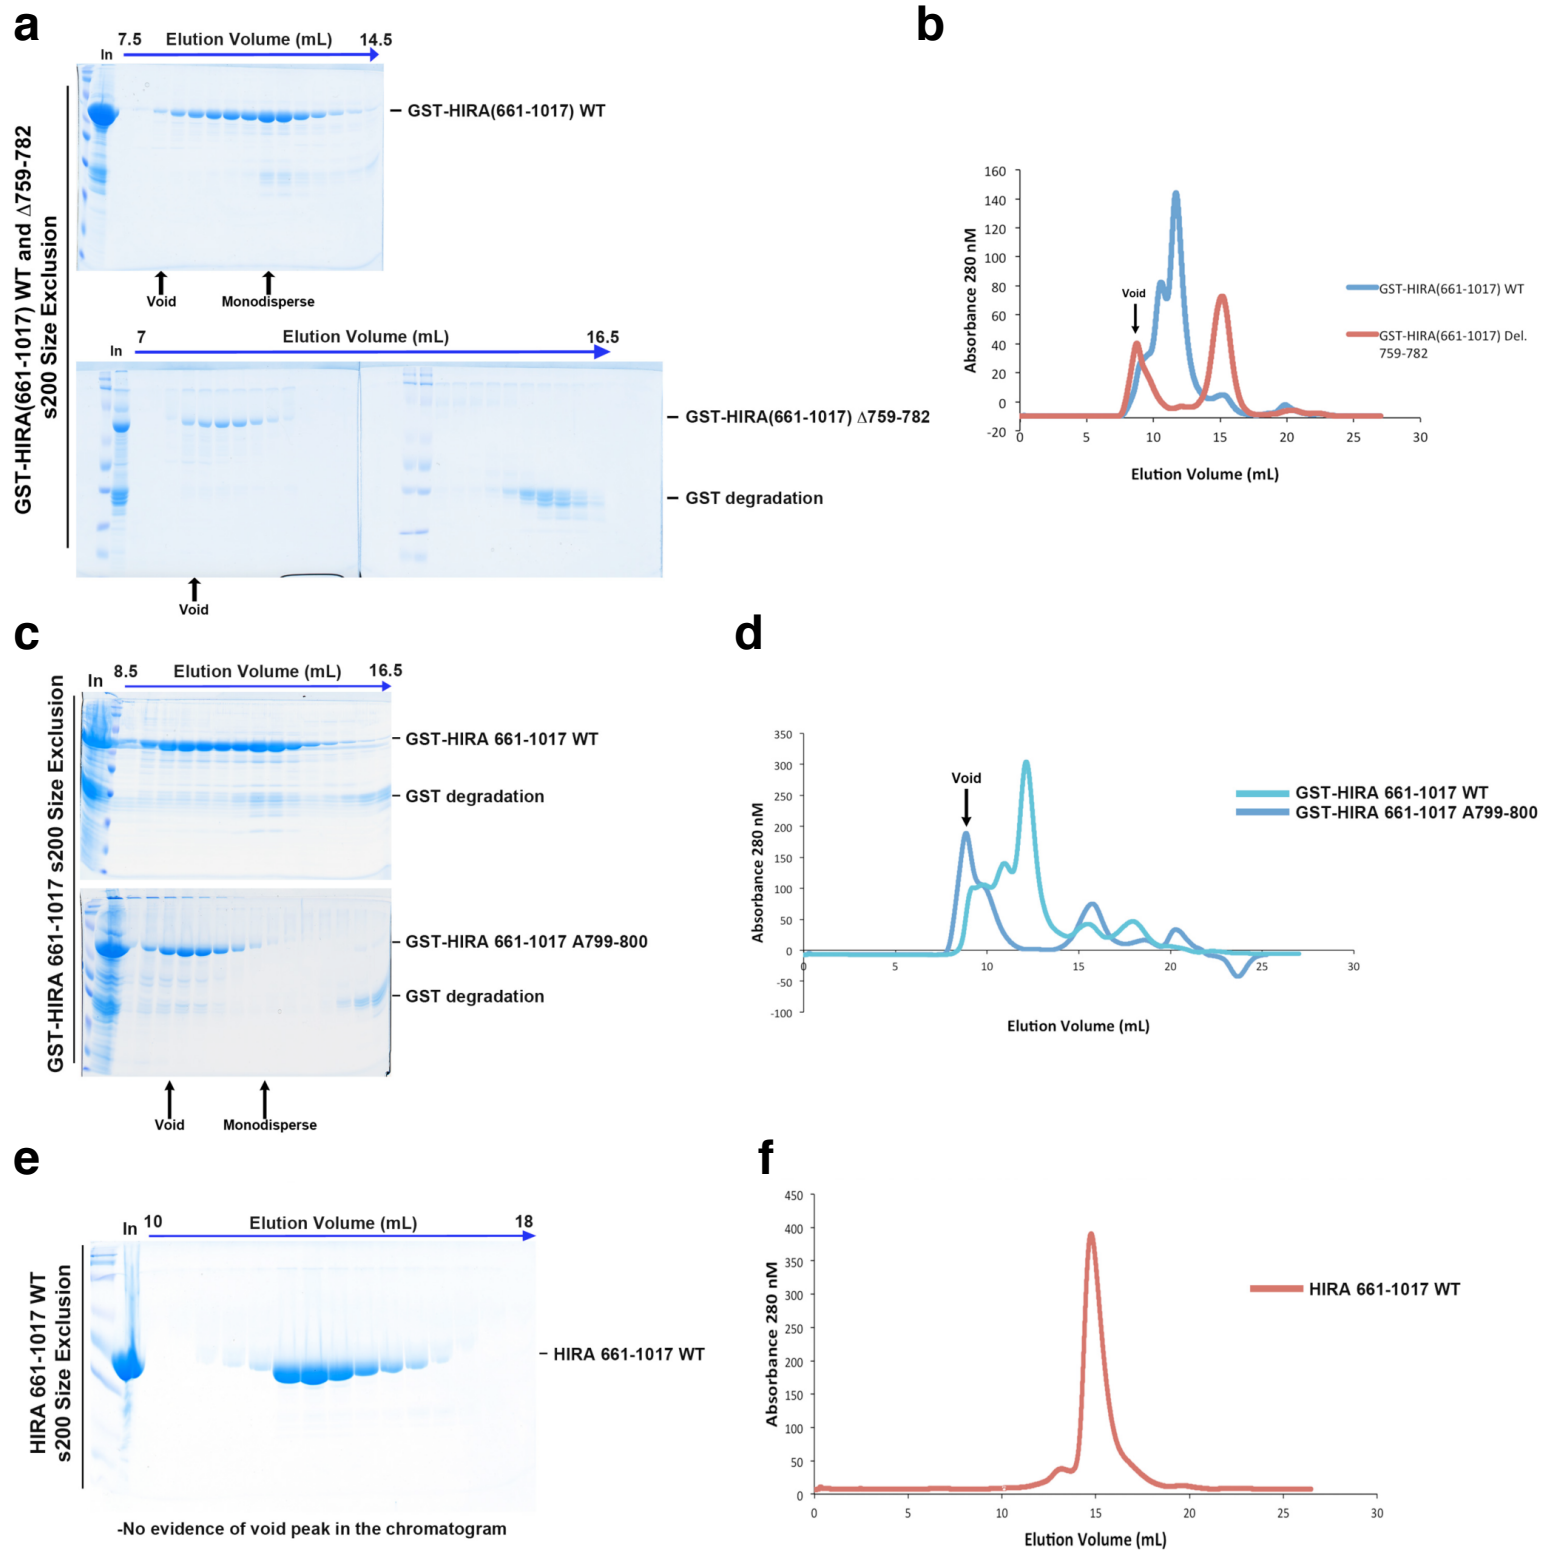 a
7.5 Elution Volume (mL) 14.5
In
GST-HIRA(661-1017) WT and Δ759-782
s200 Size Exclusion
– GST-HIRA(661-1017) WT
Void Monodisperse
7 Elution Volume (mL) 16.5
In
– GST-HIRA(661-1017) Δ759-782
– GST degradation
Void
b
160
140
120
100
80
60
40
20
0
-20
0 5 10 15 20 25 30
Absorbance 280 nM
Void
Elution Volume (mL)
GST-HIRA(661-1017) WT
GST-HIRA(661-1017) Del.
759-782
c
In 8.5 Elution Volume (mL) 16.5
GST-HIRA 661-1017 s200 Size Exclusion
– GST-HIRA 661-1017 WT
– GST degradation
– GST-HIRA 661-1017 A799-800
– GST degradation
Void Monodisperse
d
350
300
250
200
150
100
50
0
-50
-100
0 5 10 15 20 25 30
Absorbance 280 nM
Void
Elution Volume (mL)
GST-HIRA 661-1017 WT
GST-HIRA 661-1017 A799-800
e
In 10 Elution Volume (mL) 18
HIRA 661-1017 WT
s200 Size Exclusion
– HIRA 661-1017 WT
-No evidence of void peak in the chromatogram
f
450
400
350
300
250
200
150
100
50
0
0 5 10 15 20 25 30
Absorbance 280 nM
Elution Volume (mL)
HIRA 661-1017 WT